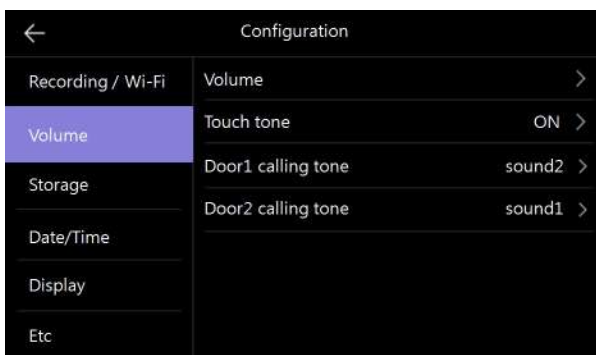 Configuration
Recording / Wi-Fi
Volume
Storage
Date/Time
Display
Etc
Volume
Touch tone ON
Door1 calling tone sound2
Door2 calling tone sound1